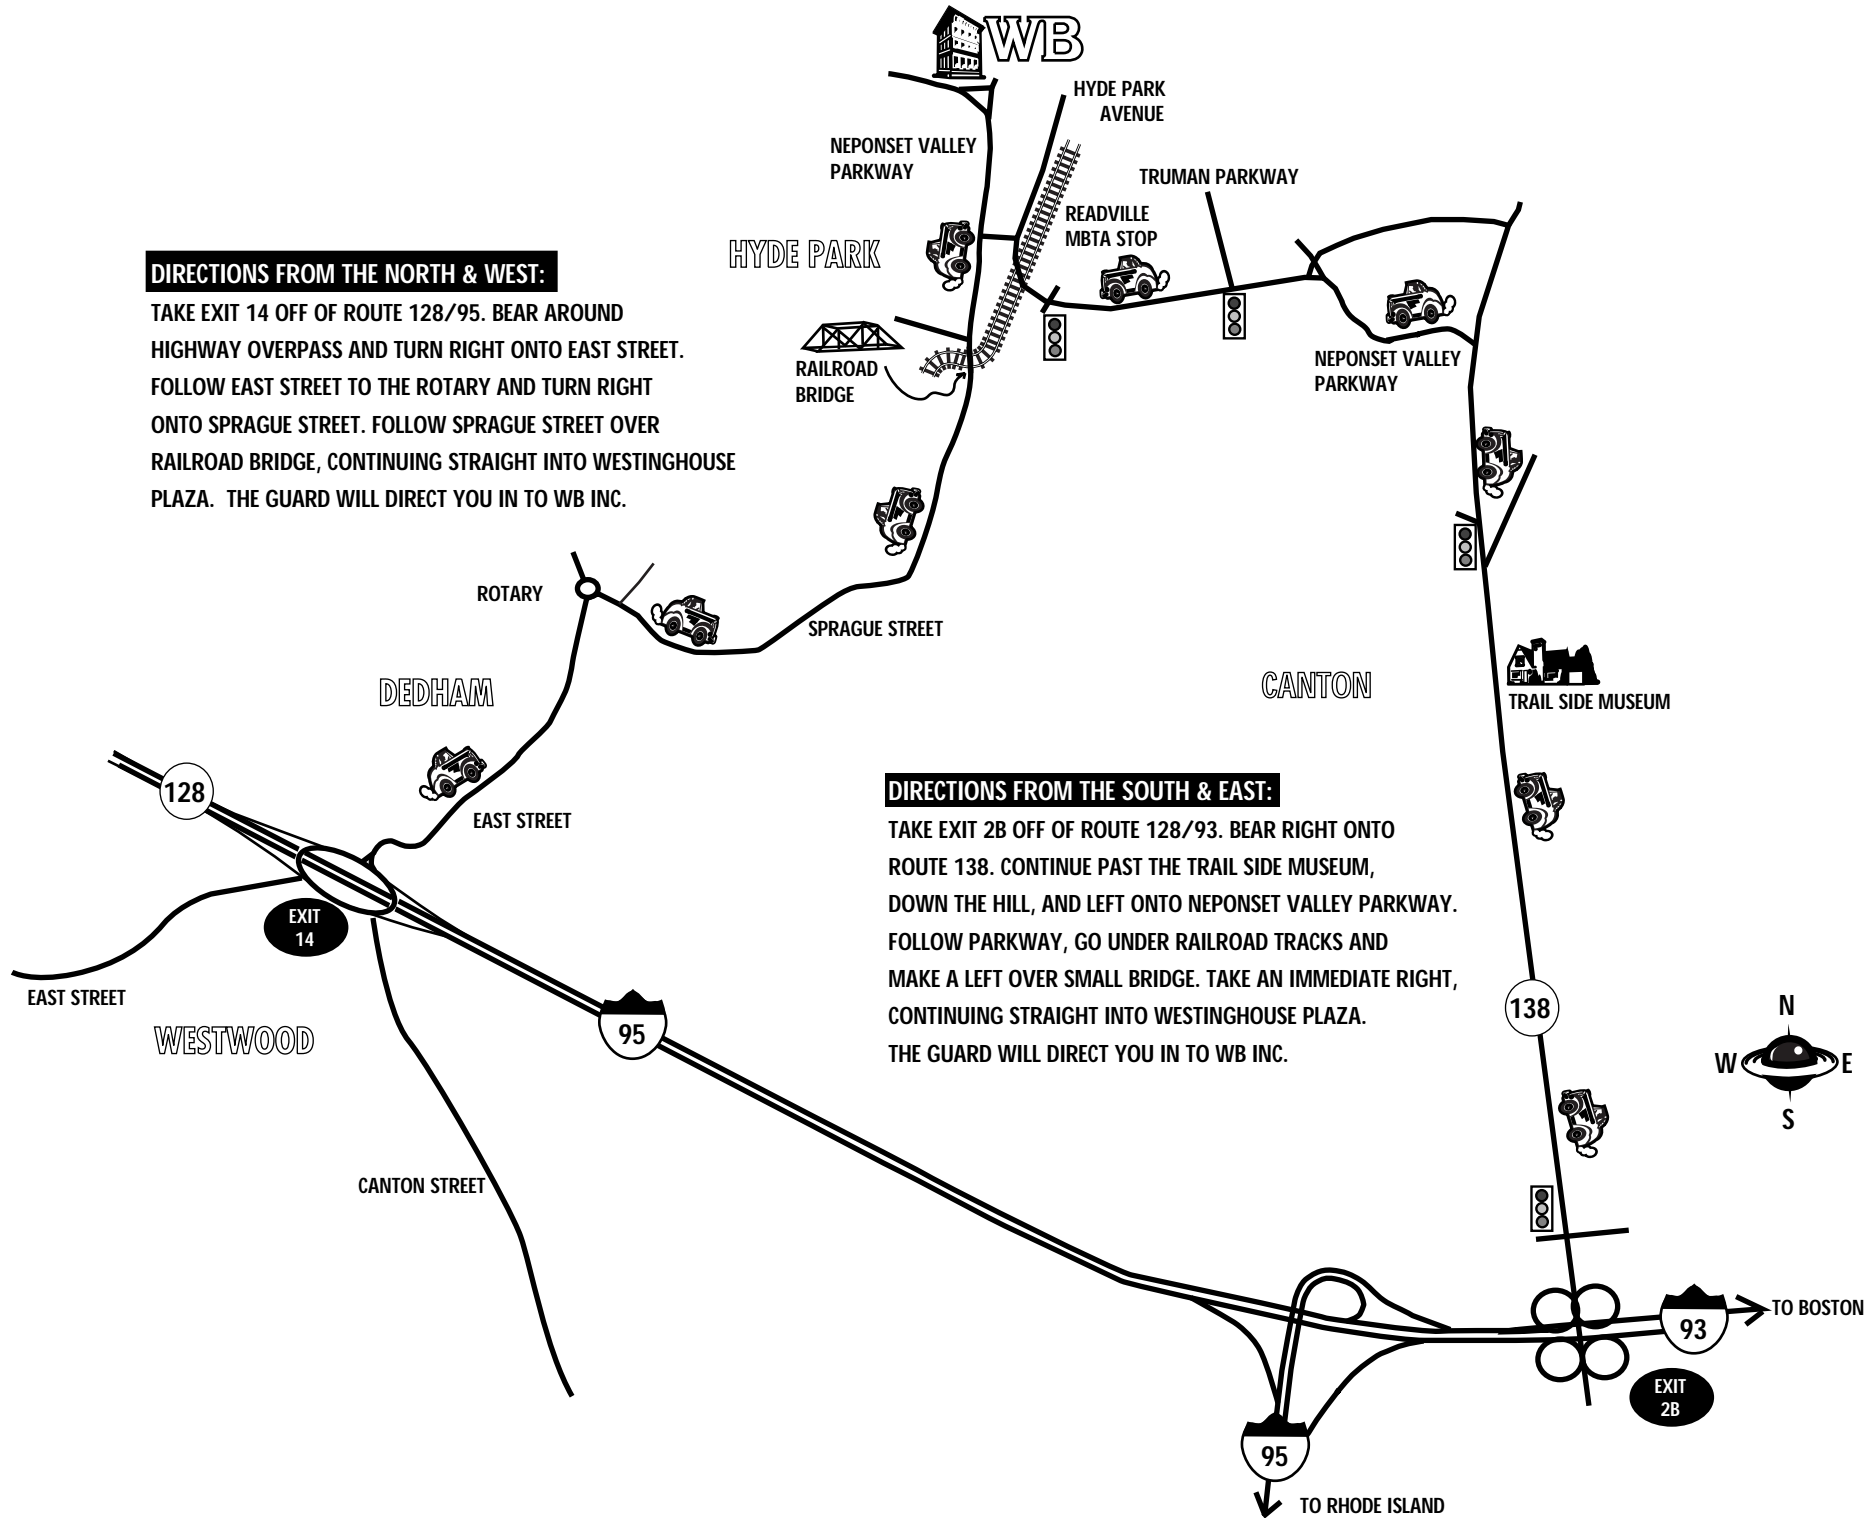 WB
HYDE PARK
AVENUE
NEPONSET VALLEY
PARKWAY
TRUMAN PARKWAY
READVILLE
MBTA STOP
HYDE PARK
DIRECTIONS FROM THE NORTH & WEST:
TAKE EXIT 14 OFF OF ROUTE 128/95. BEAR AROUND
HIGHWAY OVERPASS AND TURN RIGHT ONTO EAST STREET.
FOLLOW EAST STREET TO THE ROTARY AND TURN RIGHT
ONTO SPRAGUE STREET. FOLLOW SPRAGUE STREET OVER
RAILROAD BRIDGE, CONTINUING STRAIGHT INTO WESTINGHOUSE
PLAZA. THE GUARD WILL DIRECT YOU IN TO WB INC.
RAILROAD
BRIDGE
NEPONSET VALLEY
PARKWAY
ROTARY
SPRAGUE STREET
DEDHAM
CANTON
TRAIL SIDE MUSEUM
128
EAST STREET
DIRECTIONS FROM THE SOUTH & EAST:
TAKE EXIT 2B OFF OF ROUTE 128/93. BEAR RIGHT ONTO
ROUTE 138. CONTINUE PAST THE TRAIL SIDE MUSEUM,
DOWN THE HILL, AND LEFT ONTO NEPONSET VALLEY PARKWAY.
FOLLOW PARKWAY, GO UNDER RAILROAD TRACKS AND
MAKE A LEFT OVER SMALL BRIDGE. TAKE AN IMMEDIATE RIGHT,
CONTINUING STRAIGHT INTO WESTINGHOUSE PLAZA.
THE GUARD WILL DIRECT YOU IN TO WB INC.
EXIT
14
EAST STREET
WESTWOOD
95
138
N
W E
S
CANTON STREET
93
TO BOSTON
EXIT
2B
95
TO RHODE ISLAND